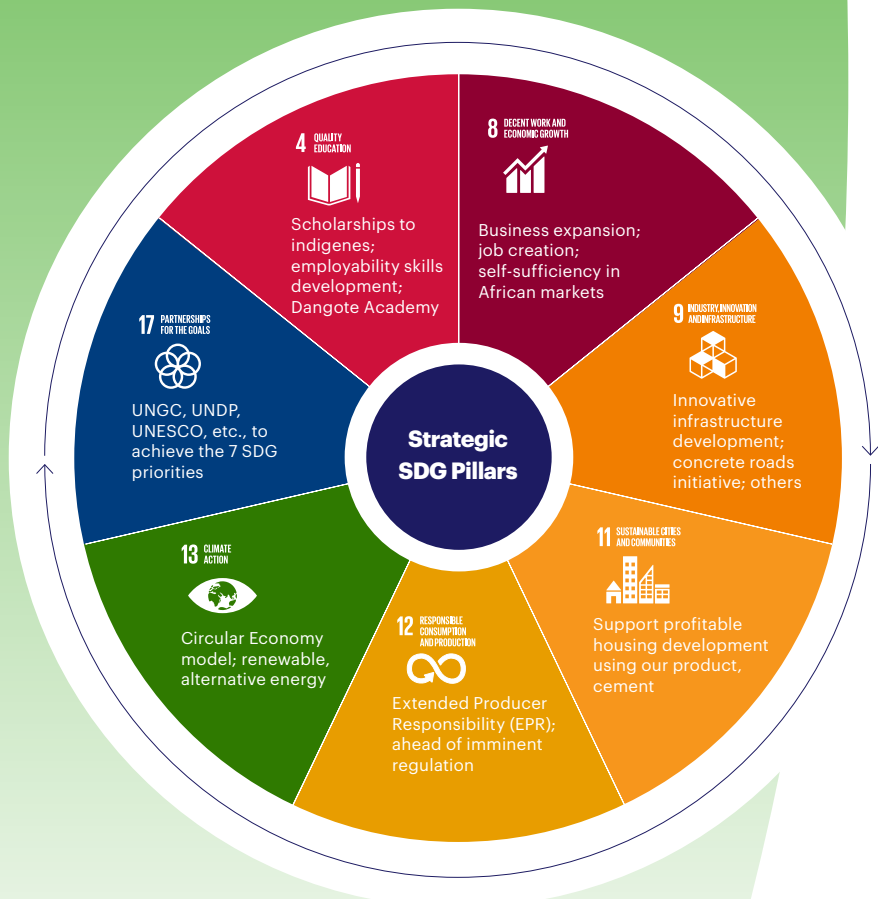 4 QUALITY
EDUCATION
Scholarships to
indigenes;
employability skills
development;
Dangote Academy
8 DECENT WORK AND
ECONOMIC GROWTH
Business expansion;
job creation;
self-sufficiency in
African markets
9 INDUSTRY, INNOVATION
AND INFRASTRUCTURE
Innovative
infrastructure
development;
concrete roads
initiative; others
11 SUSTAINABLE CITIES
AND COMMUNITIES
Support profitable
housing development
using our product,
cement
12 RESPONSIBLE
CONSUMPTION
AND PRODUCTION
Extended Producer
Responsibility (EPR);
ahead of imminent
regulation
13 CLIMATE
ACTION
Circular Economy
model; renewable,
alternative energy
17 PARTNERSHIPS
FOR THE GOALS
UNGC, UNDP,
UNESCO, etc., to
achieve the 7 SDG
priorities
Strategic
SDG Pillars